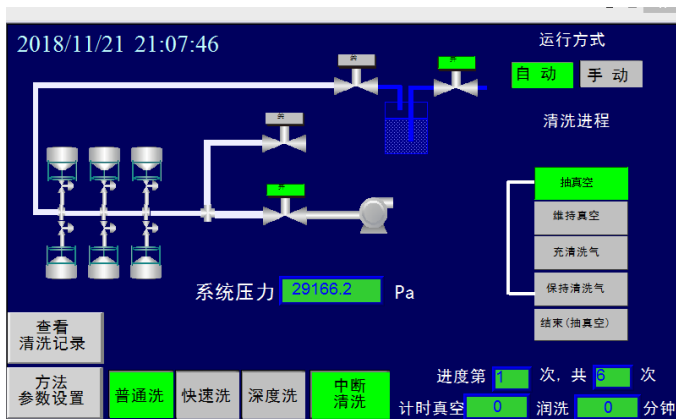 2018/11/21 21:07:46
运行方式
自 动
手 动
清洗进程
抽真空
维持真空
充清洗气
保持清洗气
结束(抽真空)
系统压力 29166.2 Pa
查看
清洗记录
方法
参数设置
普通洗
快速洗
深度洗
中断
清洗
进度第 1 次, 共 6 次
计时真空 0 润洗 0 分钟